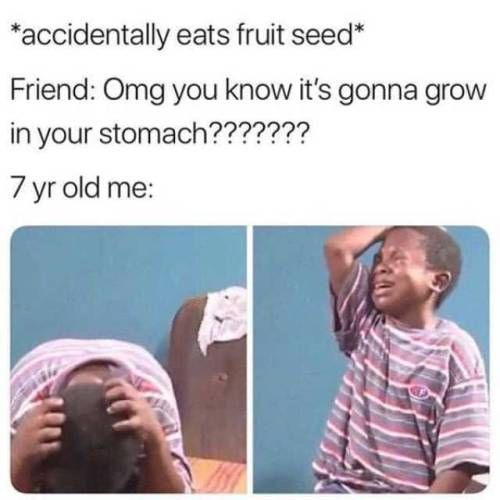 *accidentally eats fruit seed*
Friend: Omg you know it's gonna grow
in your stomach???????
7 yr old me: